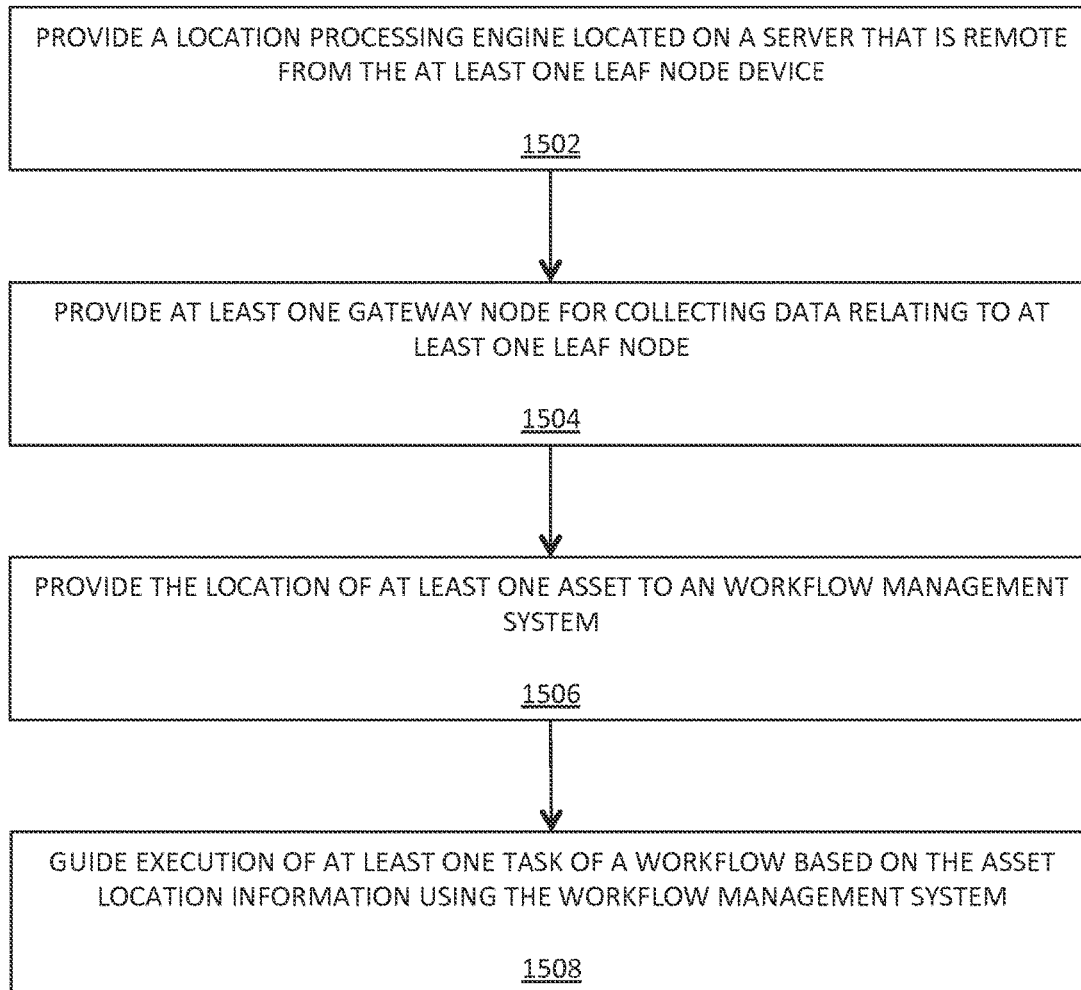 PROVIDE A LOCATION PROCESSING ENGINE LOCATED ON A SERVER THAT IS REMOTE
FROM THE AT LEAST ONE LEAF NODE DEVICE
1502
PROVIDE AT LEAST ONE GATEWAY NODE FOR COLLECTING DATA RELATING TO AT
LEAST ONE LEAF NODE
1504
PROVIDE THE LOCATION OF AT LEAST ONE ASSET TO AN WORKFLOW MANAGEMENT
SYSTEM
1506
GUIDE EXECUTION OF AT LEAST ONE TASK OF A WORKFLOW BASED ON THE ASSET
LOCATION INFORMATION USING THE WORKFLOW MANAGEMENT SYSTEM
1508